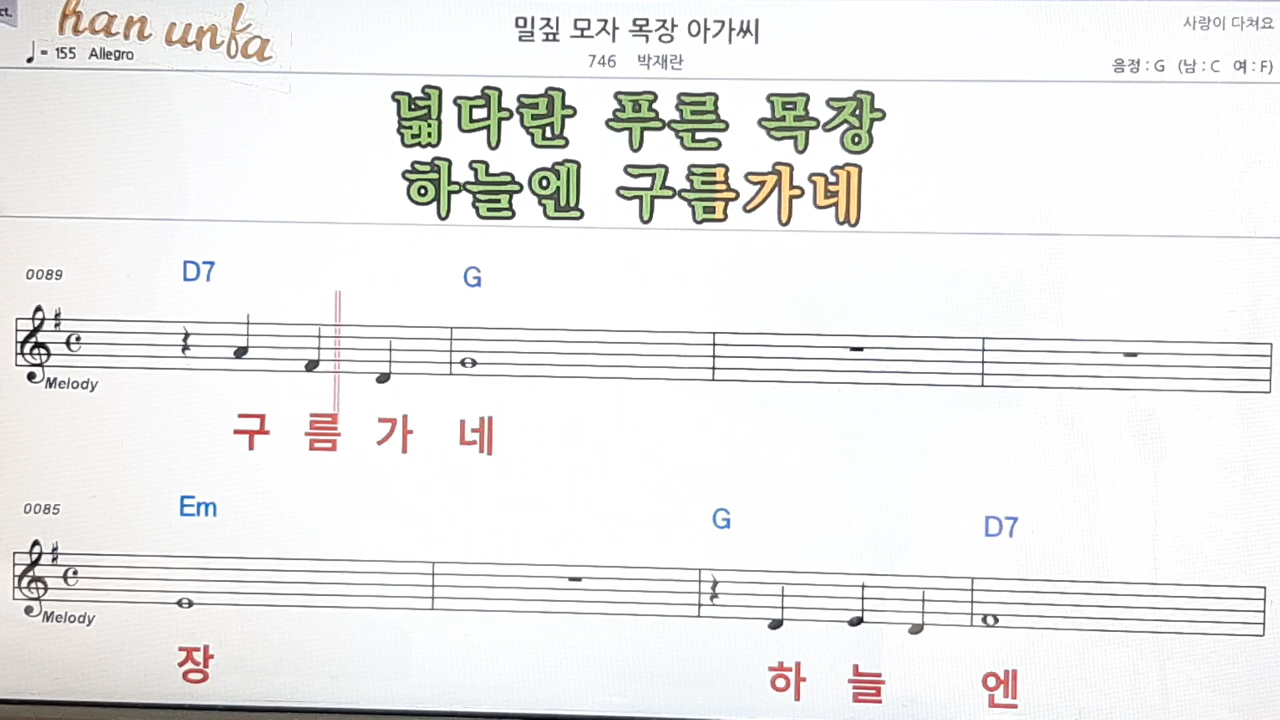 ct.
han unfa
♩= 155 Allegro
밀짚 모자 목장 아가씨
746 박재란
사랑이 다쳐요
음정 : G (남 : C 여 : F)
넓다란 푸른 목장
하늘엔 구름가네
0089
D7 G
Melody
구 름 가 네
0085
Em G D7
Melody
장 하 늘 엔